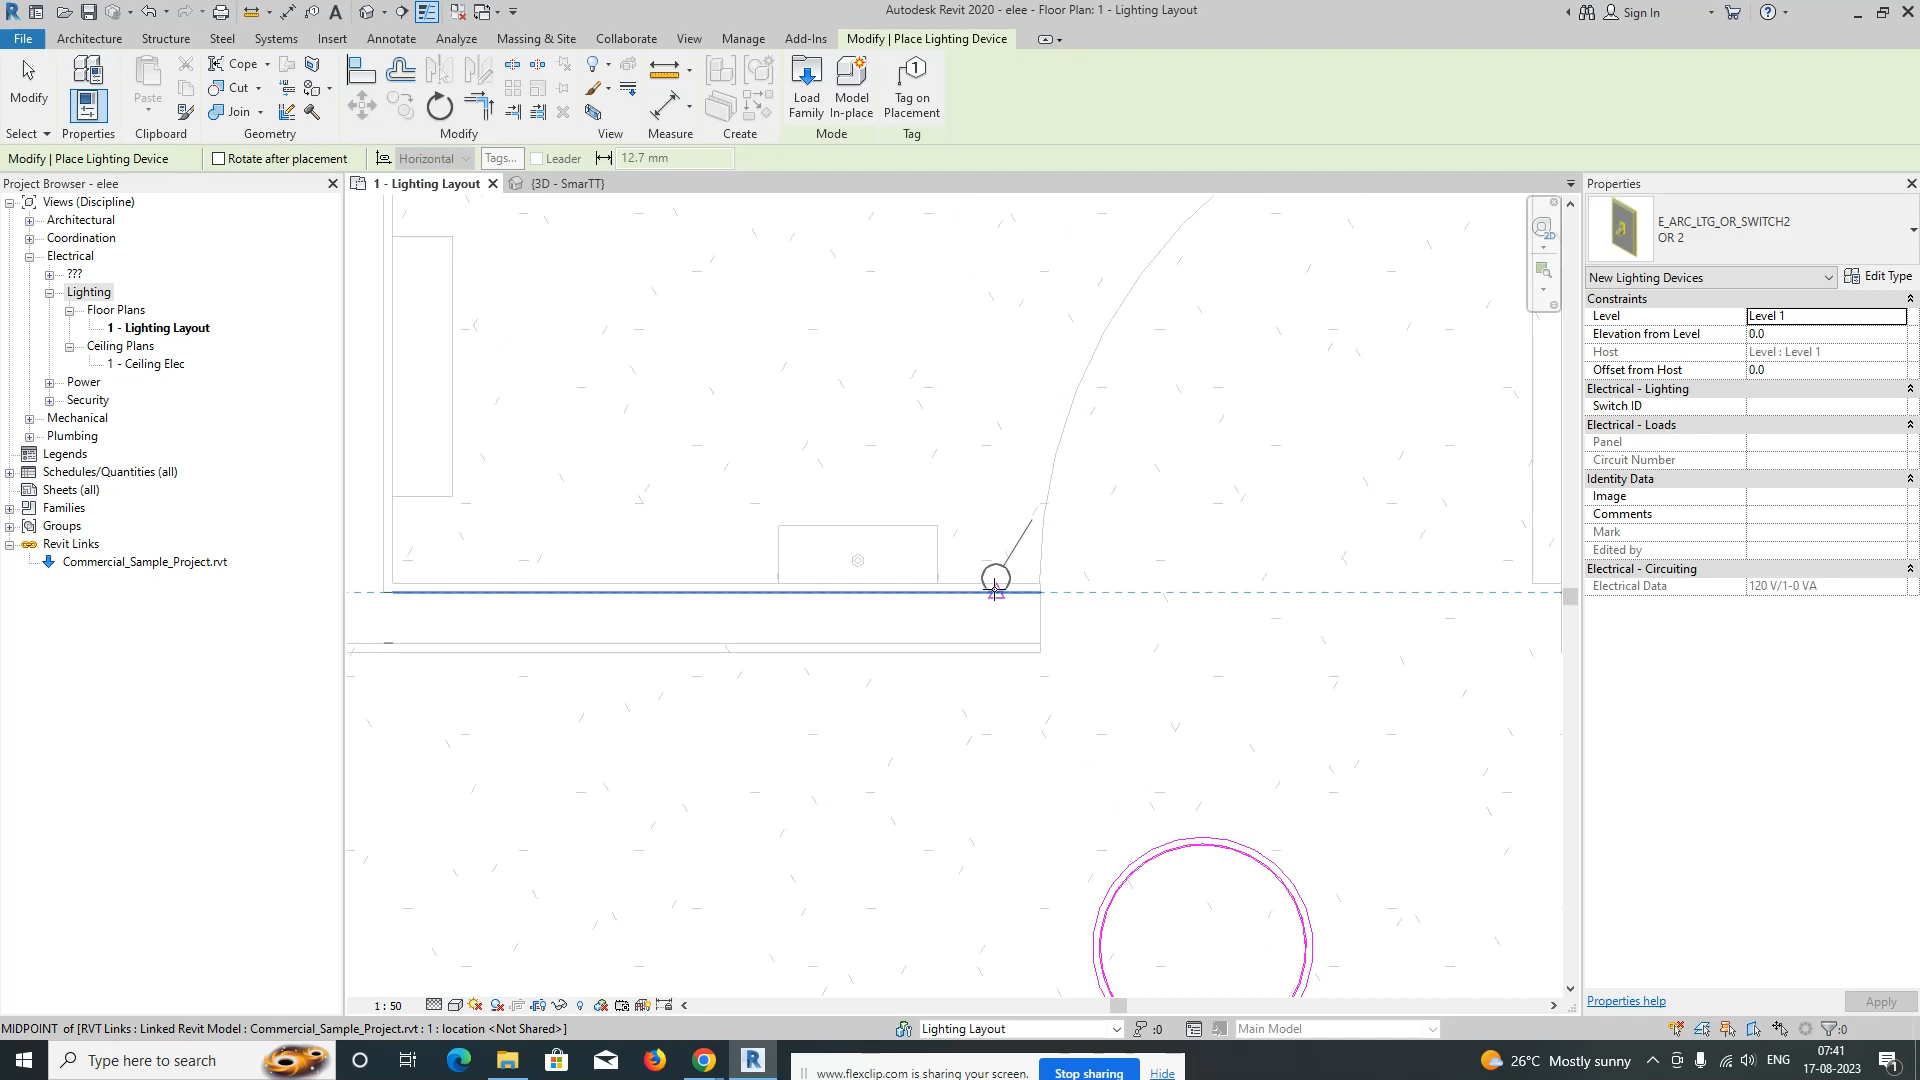 Autodesk Revit 2020 - elee - Floor Plan: 1 - Lighting Layout
Sign In
File
Architecture
Structure
Steel
Systems
Insert
Annotate
Analyze
Massing & Site
Collaborate
View
Manage
Add-Ins
Modify | Place Lighting Device
Modify
Paste
Cope
Cut
Join
Load Family
Model In-place
Tag on Placement
Select
Properties
Clipboard
Geometry
Modify
View
Measure
Create
Mode
Tag
Modify | Place Lighting Device
Rotate after placement
Horizontal
Tags...
Leader
12.7 mm
Project Browser - elee
Views (Discipline)
Architectural
Coordination
Electrical
???
Lighting
Floor Plans
1 - Lighting Layout
Ceiling Plans
1 - Ceiling Elec
Power
Security
Mechanical
Plumbing
Legends
Schedules/Quantities (all)
Sheets (all)
Families
Groups
Revit Links
Commercial_Sample_Project.rvt
1 - Lighting Layout
{3D - SmarTT}
2D
Properties
E_ARC_LTG_OR_SWITCH2
OR 2
New Lighting Devices
Edit Type
Constraints
Level
Level 1
Elevation from Level
0.0
Host
Level : Level 1
Offset from Host
0.0
Electrical - Lighting
Switch ID
Electrical - Loads
Panel
Circuit Number
Identity Data
Image
Comments
Mark
Edited by
Electrical - Circuiting
Electrical Data
120 V/1-0 VA
Properties help
Apply
1 : 50
MIDPOINT of [RVT Links : Linked Revit Model : Commercial_Sample_Project.rvt : 1 : location <Not Shared>]
Lighting Layout
:0
Main Model
:0
Type here to search
www.flexclip.com is sharing your screen.
Stop sharing
Hide
26°C Mostly sunny
ENG
07:41
17-08-2023
1